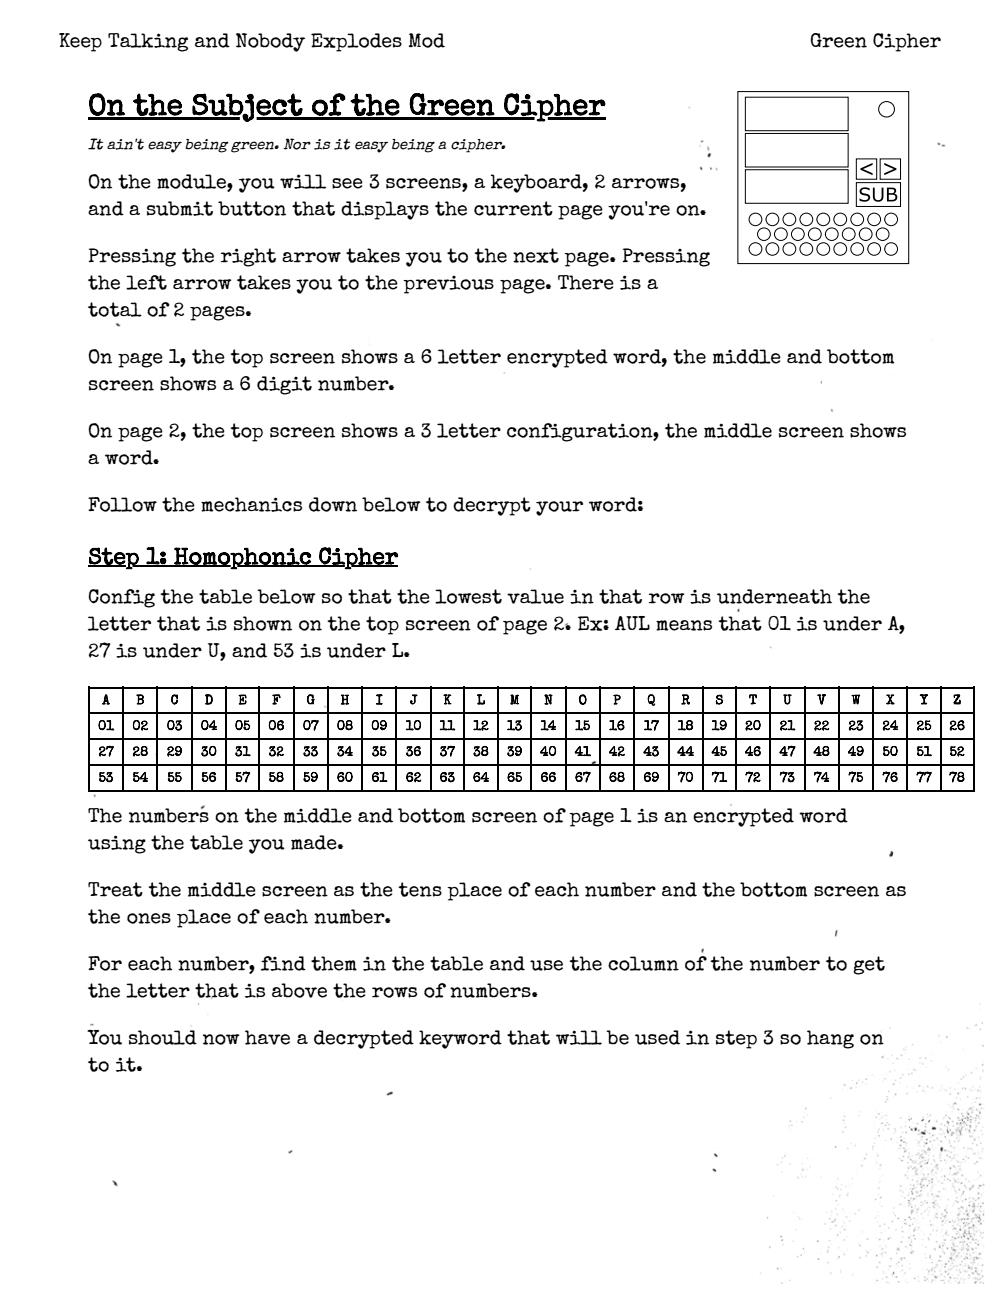 Keep Talking and Nobody Explodes Mod Green Cipher
On the Subject of the Green Cipher
It ain't easy being green. Nor is it easy being a cipher.
On the module, you will see 3 screens, a keyboard, 2 arrows,
and a submit button that displays the current page you're on.
< >
SUB
Pressing the right arrow takes you to the next page. Pressing
the left arrow takes you to the previous page. There is a
total of 2 pages.
On page 1, the top screen shows a 6 letter encrypted word, the middle and bottom
screen shows a 6 digit number.
On page 2, the top screen shows a 3 letter configuration, the middle screen shows
a word.
Follow the mechanics down below to decrypt your word:
Step 1: Homophonic Cipher
Config the table below so that the lowest value in that row is underneath the
letter that is shown on the top screen of page 2. Ex: AUL means that 01 is under A,
27 is under U, and 53 is under L.
A B C D E F G H I J K L M N O P Q R S T U V W X Y Z
01 02 03 04 05 06 07 08 09 10 11 12 13 14 15 16 17 18 19 20 21 22 23 24 25 26
27 28 29 30 31 32 33 34 35 36 37 38 39 40 41 42 43 44 45 46 47 48 49 50 51 52
53 54 55 56 57 58 59 60 61 62 63 64 65 66 67 68 69 70 71 72 73 74 75 76 77 78
The numbers on the middle and bottom screen of page 1 is an encrypted word
using the table you made.
Treat the middle screen as the tens place of each number and the bottom screen as
the ones place of each number.
For each number, find them in the table and use the column of the number to get
the letter that is above the rows of numbers.
You should now have a decrypted keyword that will be used in step 3 so hang on
to it.